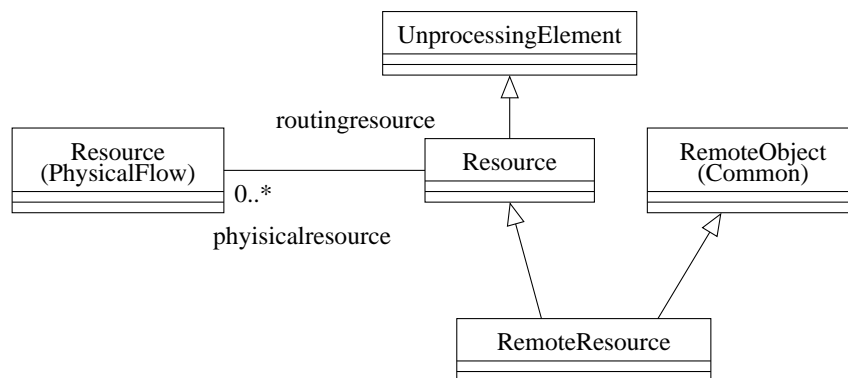 UnprocessingElement
routingresource
Resource
(PhysicalFlow)
Resource
RemoteObject
(Common)
0..*
phyisicalresource
RemoteResource